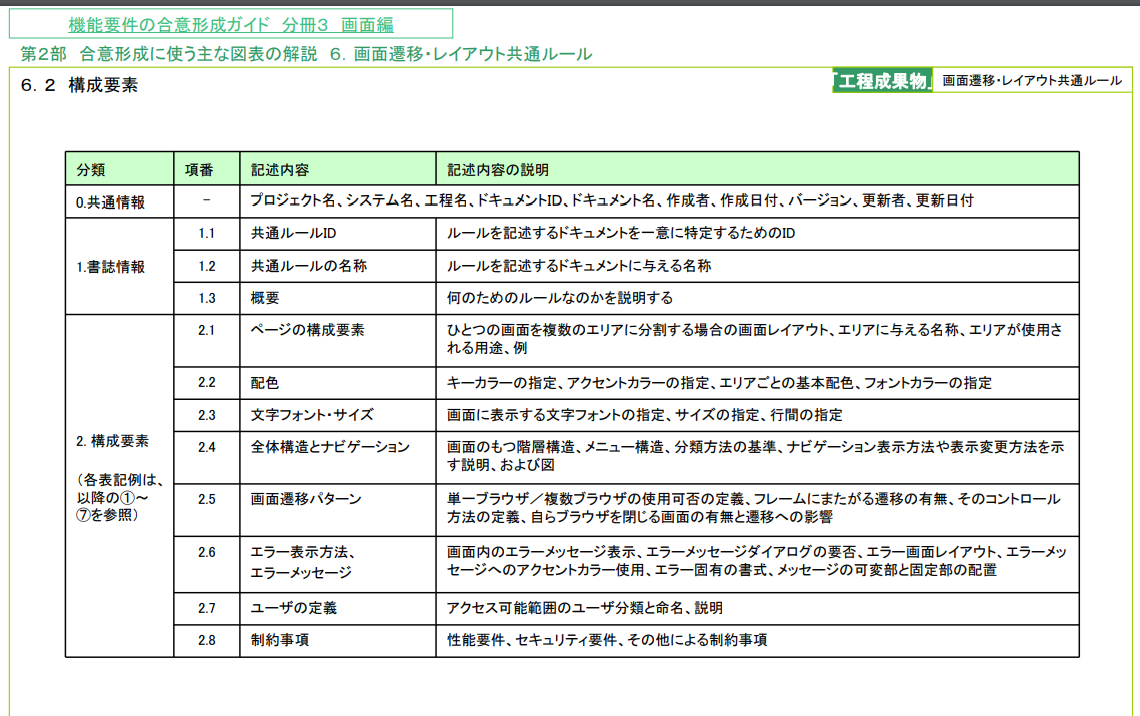 機能要件の合意形成ガイド 分冊3 画面編
第2部 合意形成に使う主な図表の解説 6. 画面遷移・レイアウト共通ルール
6.2 構成要素
「工程成果物」 画面遷移・レイアウト共通ルール
分類 項番 記述内容 記述内容の説明
0.共通情報 － プロジェクト名、システム名、工程名、ドキュメントID、ドキュメント名、作成者、作成日付、バージョン、更新者、更新日付
1.書誌情報
1.1 共通ルールID ルールを記述するドキュメントを一意に特定するためのID
1.2 共通ルールの名称 ルールを記述するドキュメントに与える名称
1.3 概要 何のためのルールなのかを説明する
2. 構成要素
(各表記例は、
以降の①～
⑦を参照)
2.1 ページの構成要素 ひとつの画面を複数のエリアに分割する場合の画面レイアウト、エリアに与える名称、エリアが使用さ
れる用途、例
2.2 配色 キーカラーの指定、アクセントカラーの指定、エリアごとの基本配色、フォントカラーの指定
2.3 文字フォント・サイズ 画面に表示する文字フォントの指定、サイズの指定、行間の指定
2.4 全体構造とナビゲーション 画面のもつ階層構造、メニュー構造、分類方法の基準、ナビゲーション表示方法や表示変更方法を示
す説明、および図
2.5 画面遷移パターン 単一ブラウザ／複数ブラウザの使用可否の定義、フレームにまたがる遷移の有無、そのコントロール
方法の定義、自らブラウザを閉じる画面の有無と遷移への影響
2.6 エラー表示方法、
エラーメッセージ
画面内のエラーメッセージ表示、エラーメッセージダイアログの要否、エラー画面レイアウト、エラーメッ
セージへのアクセントカラー使用、エラー固有の書式、メッセージの可変部と固定部の配置
2.7 ユーザの定義 アクセス可能範囲のユーザ分類と命名、説明
2.8 制約事項 性能要件、セキュリティ要件、その他による制約事項